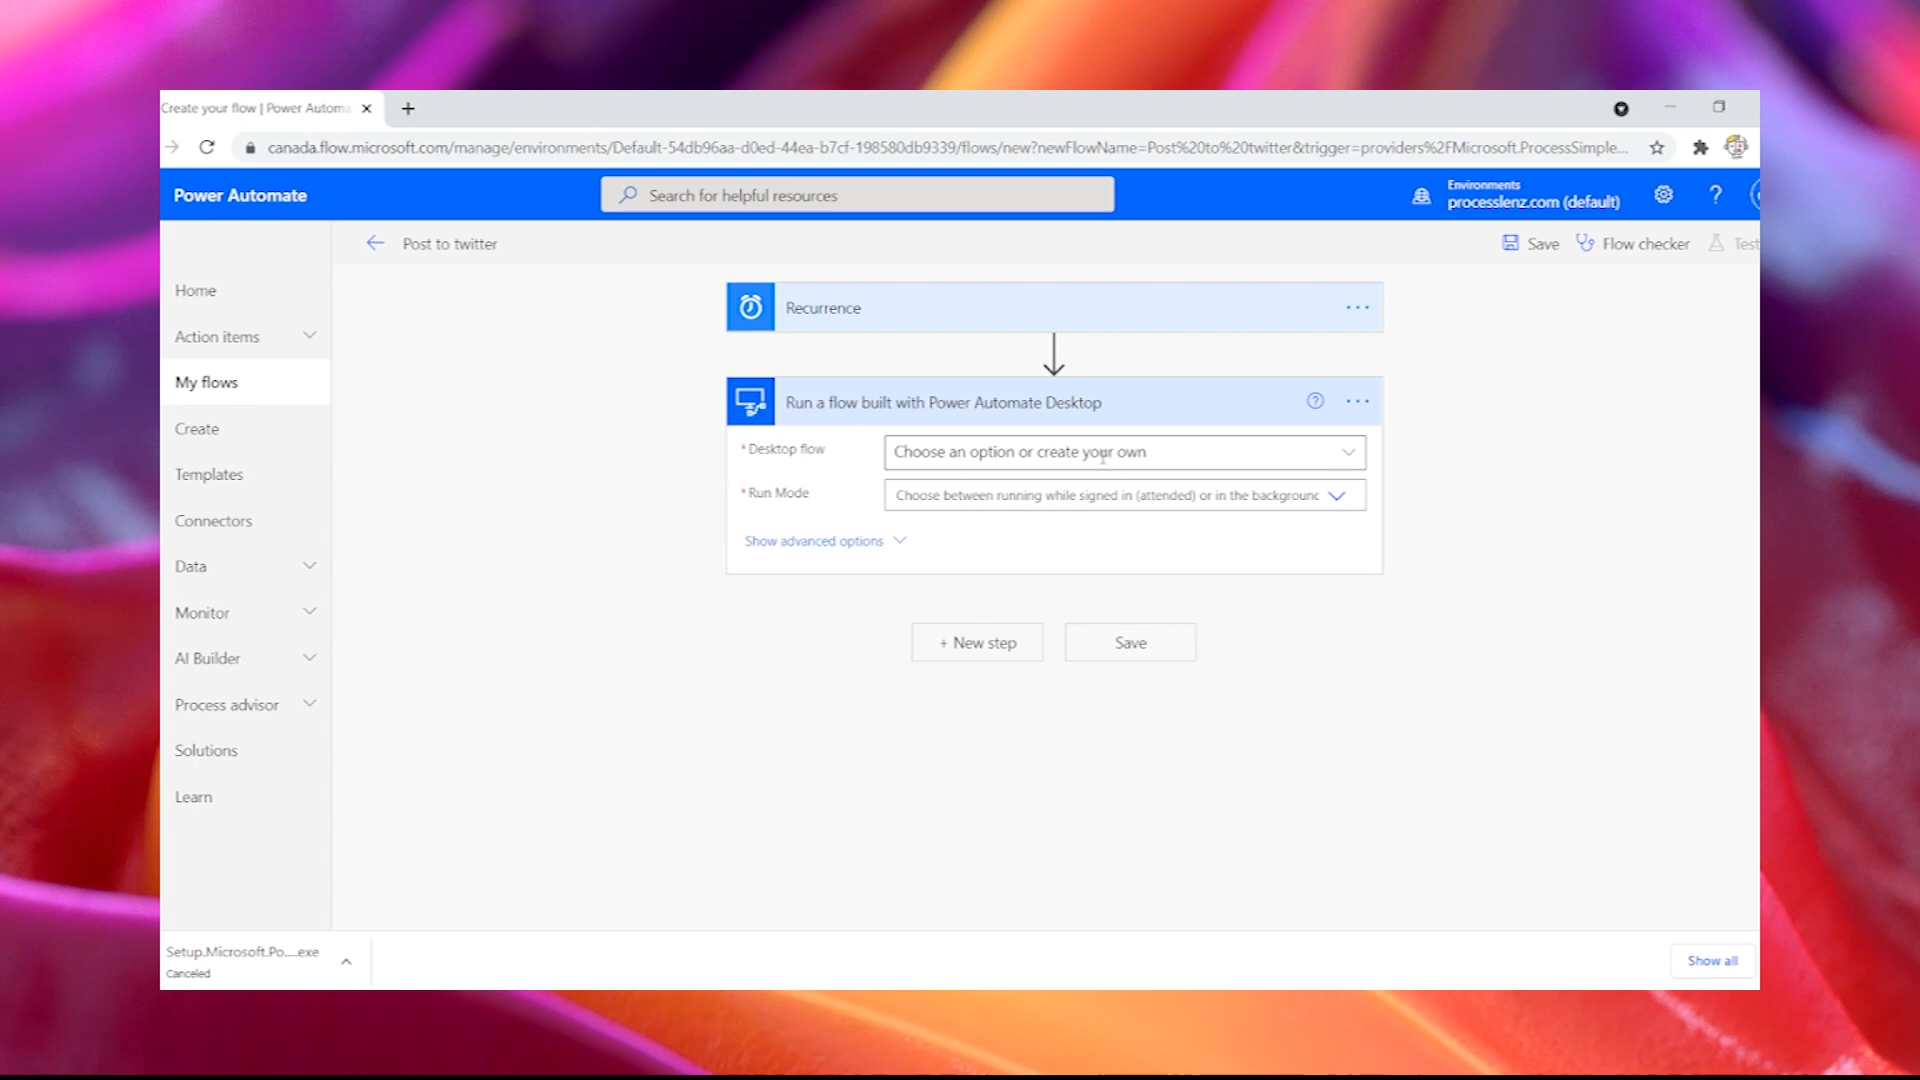 Create your flow | Power Automa
canada.flow.microsoft.com/manage/environments/Default-54db96aa-d0ed-44ea-b7cf-198580db9339/flows/new?newFlowName=Post%20to%20twitter&trigger=providers%2FMicrosoft.ProcessSimple...
Power Automate
Search for helpful resources
Environments
processlenz.com (default)
?
Post to twitter
Save
Flow checker
Test
Home
Action items
My flows
Create
Templates
Connectors
Data
Monitor
AI Builder
Process advisor
Solutions
Learn
Recurrence
Run a flow built with Power Automate Desktop
* Desktop flow
Choose an option or create your own
* Run Mode
Choose between running while signed in (attended) or in the background
Show advanced options
+ New step
Save
Setup.Microsoft.Po....exe
Canceled
Show all